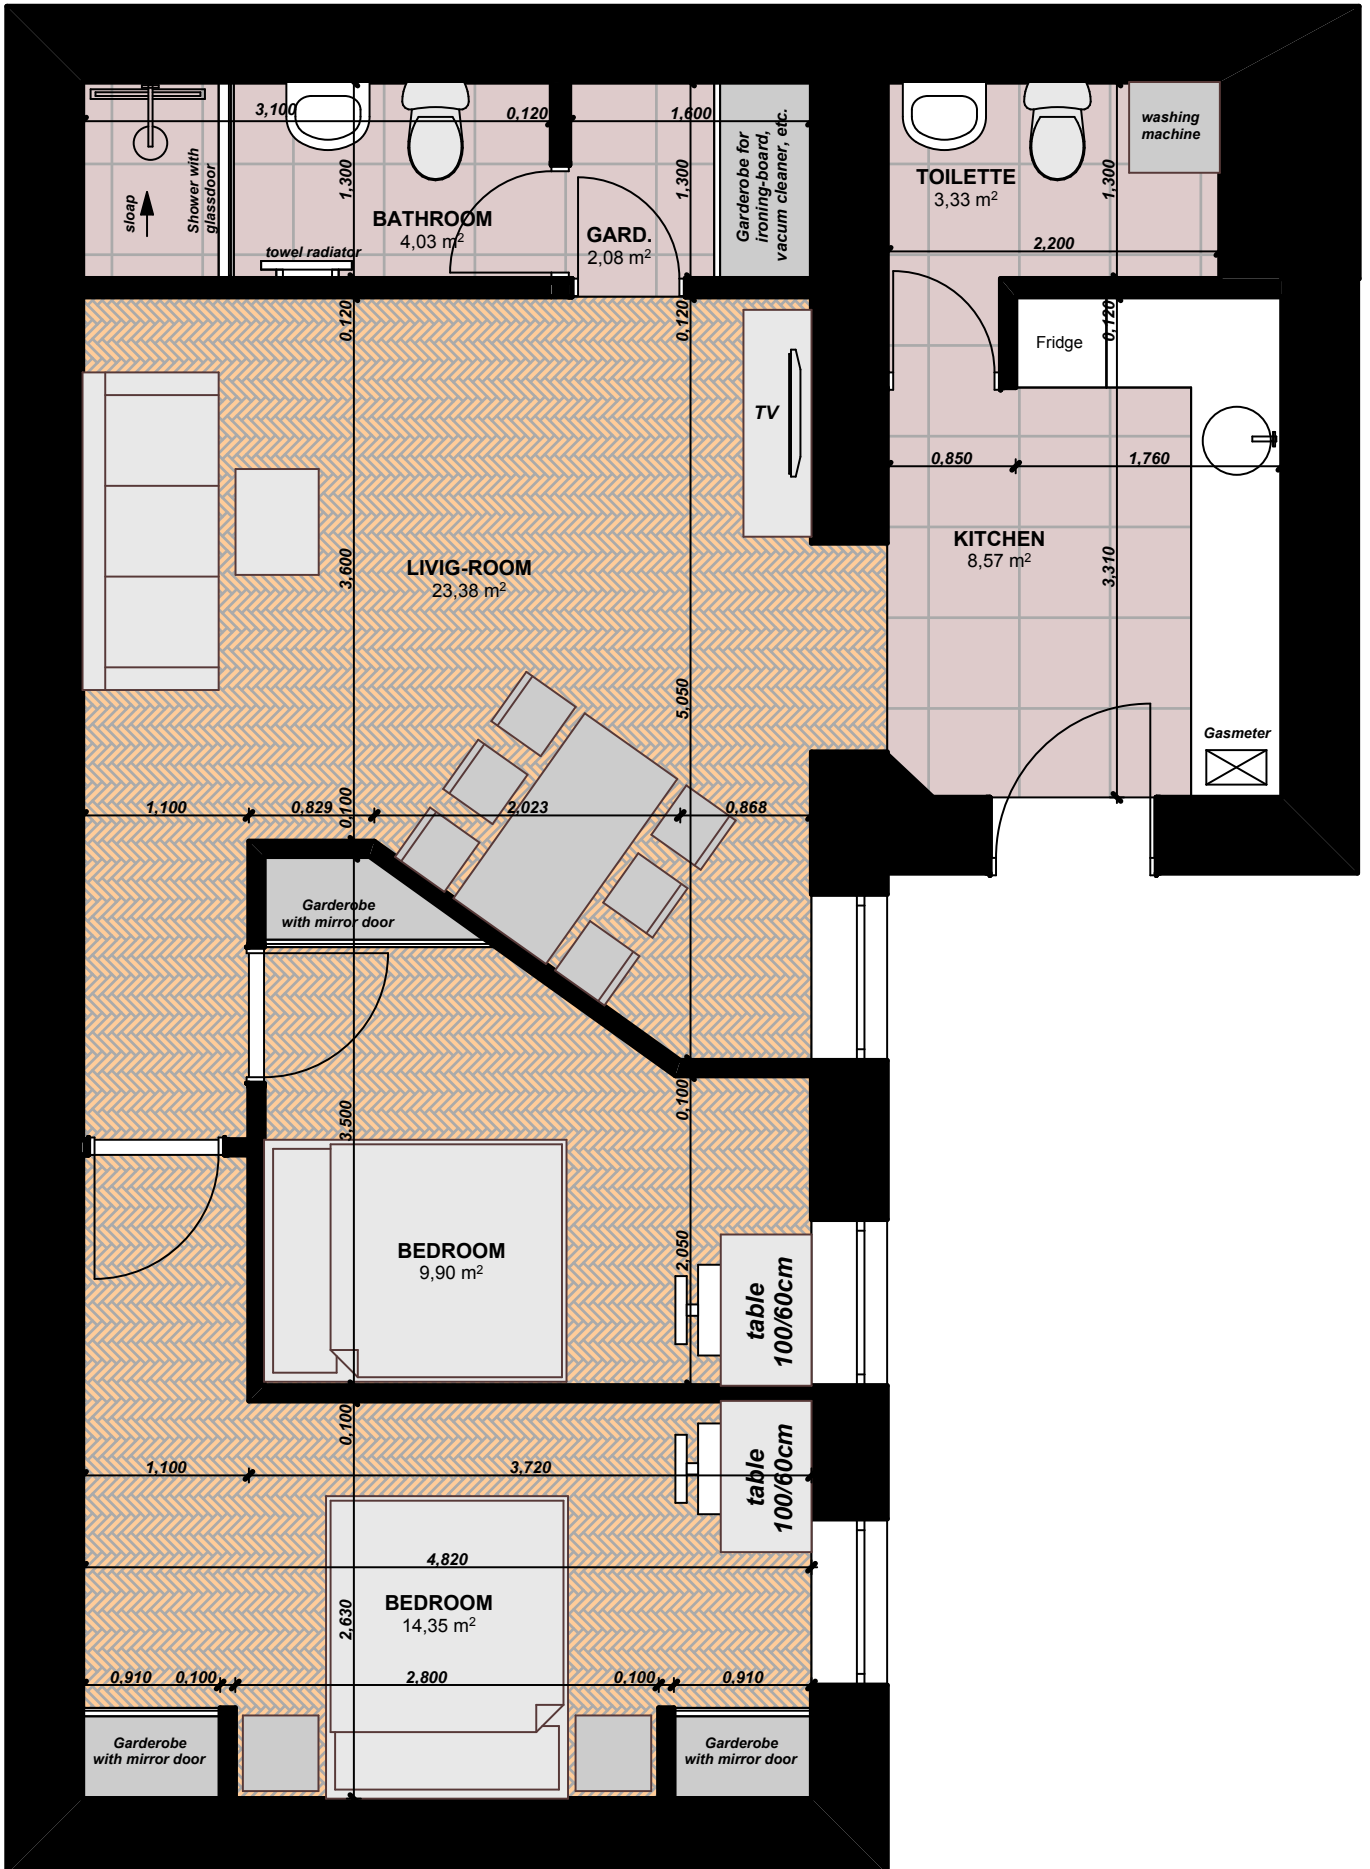 3,100
0,120
1,600
1,300
1,300
1,300
sloap
Shower with
glassdoor
towel radiator
BATHROOM
4,03 m²
GARD.
2,08 m²
Garderobe for
ironing-board,
vacum cleaner, etc.
washing
machine
TOILETTE
3,33 m²
2,200
0,120
0,120
0,120
Fridge
TV
0,850
1,760
KITCHEN
8,57 m²
3,310
LIVIG-ROOM
23,38 m²
3,600
5,050
Gasmeter
1,100
0,829
0,100
2,023
0,868
Garderobe
with mirror door
3,500
0,100
BEDROOM
9,90 m²
2,050
table
100/60cm
0,100
table
100/60cm
1,100
3,720
4,820
BEDROOM
14,35 m²
2,630
0,910
0,100
2,800
0,100
0,910
Garderobe
with mirror door
Garderobe
with mirror door